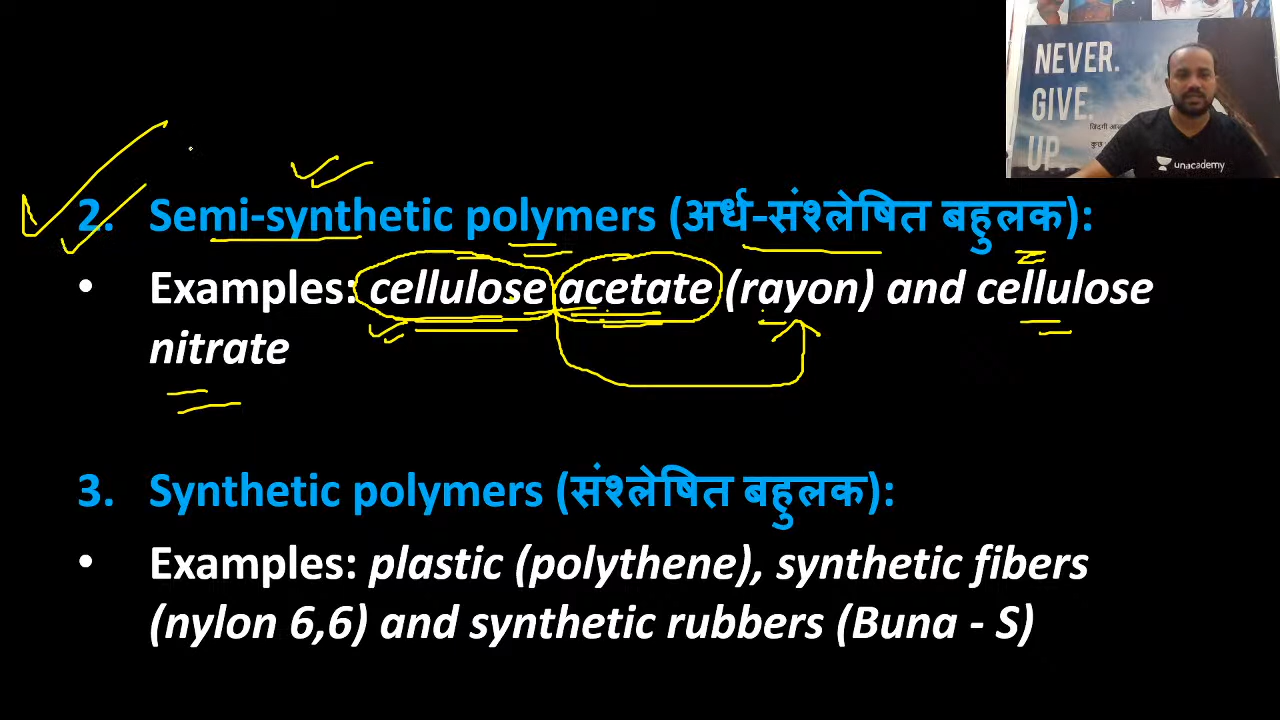 NEVER.
GIVE.
UP.
unacademy
2. Semi-synthetic polymers (अर्ध-संश्लेषित बहुलक):
• Examples: cellulose acetate (rayon) and cellulose
nitrate
3. Synthetic polymers (संश्लेषित बहुलक):
• Examples: plastic (polythene), synthetic fibers
(nylon 6,6) and synthetic rubbers (Buna - S)